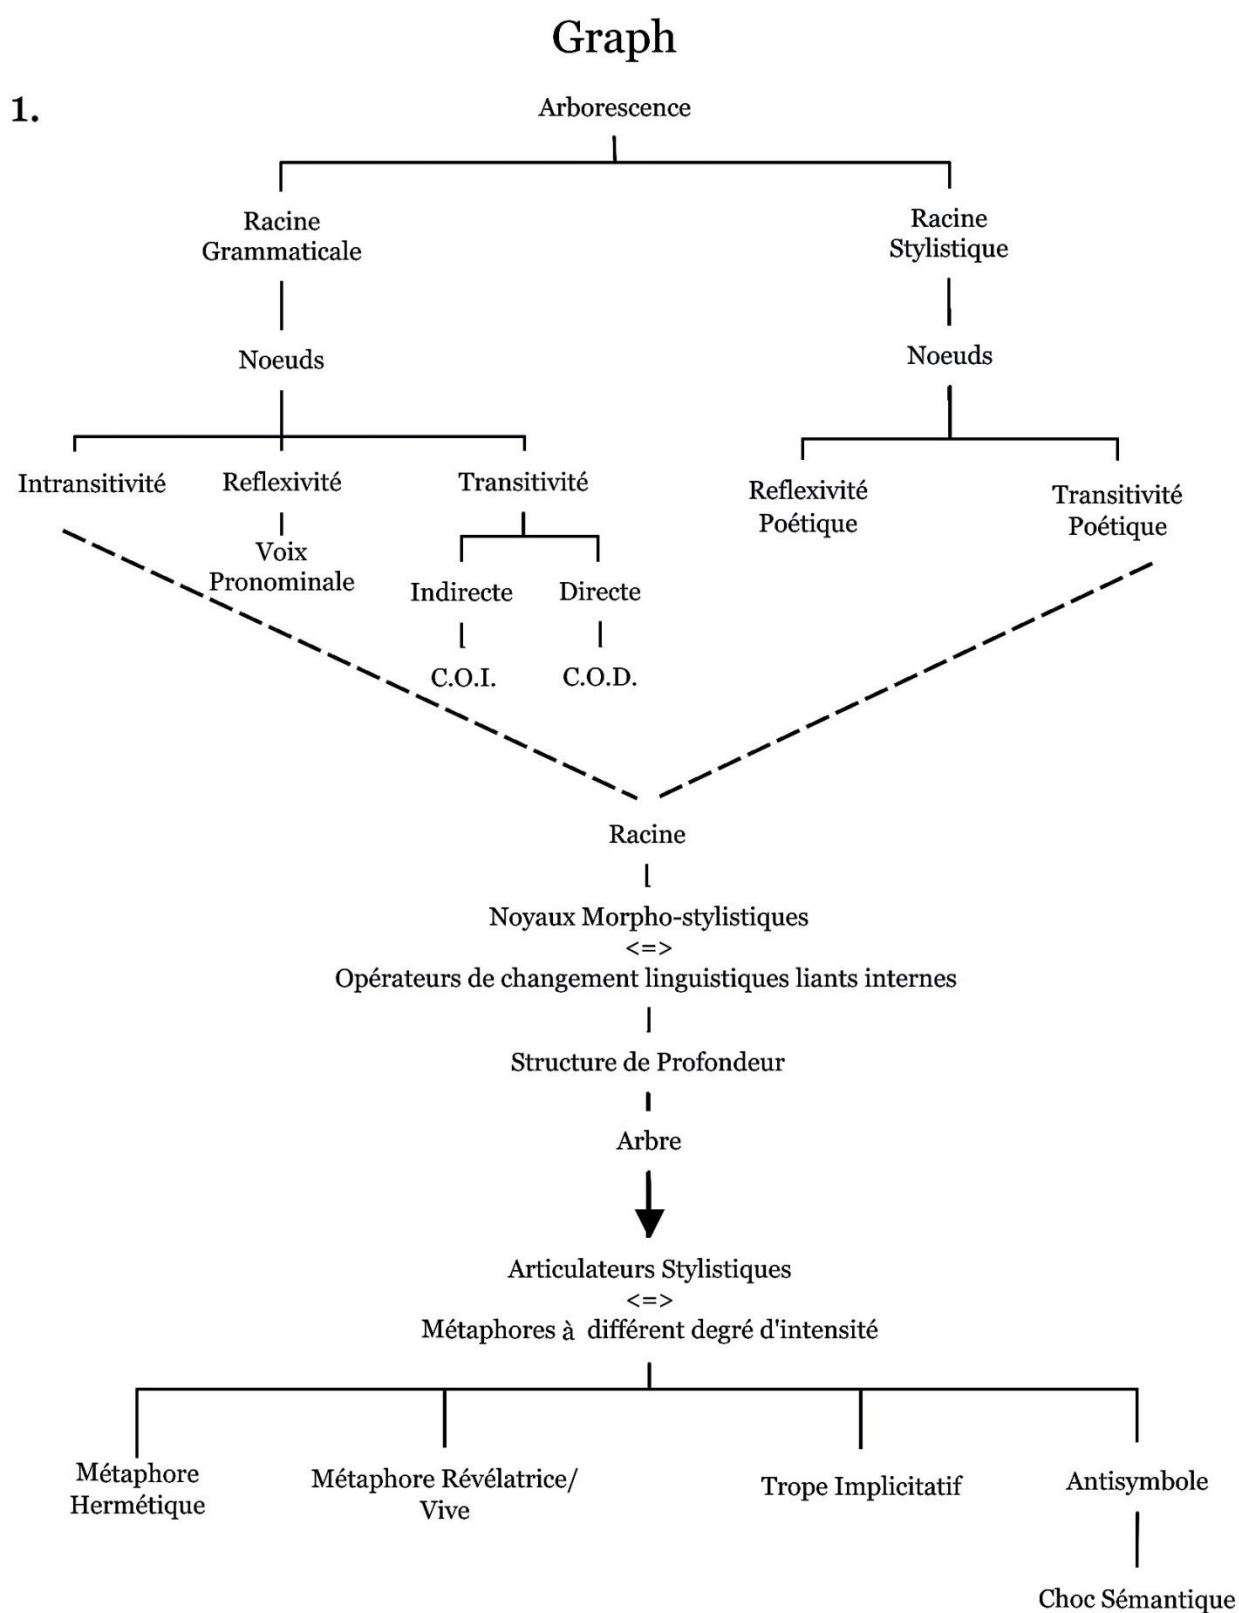 Graph
1.
Arborescence
Racine
Grammaticale
Racine
Stylistique
Noeuds
Noeuds
Intransitivité
Reflexivité
Transitivité
Reflexivité
Poétique
Transitivité
Poétique
Voix
Pronominale
Indirecte
Directe
C.O.I.
C.O.D.
Racine
Noyaux Morpho-stylistiques
<=>
Opérateurs de changement linguistiques liants internes
Structure de Profondeur
Arbre
Articulateurs Stylistiques
<=>
Métaphores à différent degré d'intensité
Métaphore
Hermétique
Métaphore Révélatrice/
Vive
Trope Implicitatif
Antisymbole
Choc Sémantique